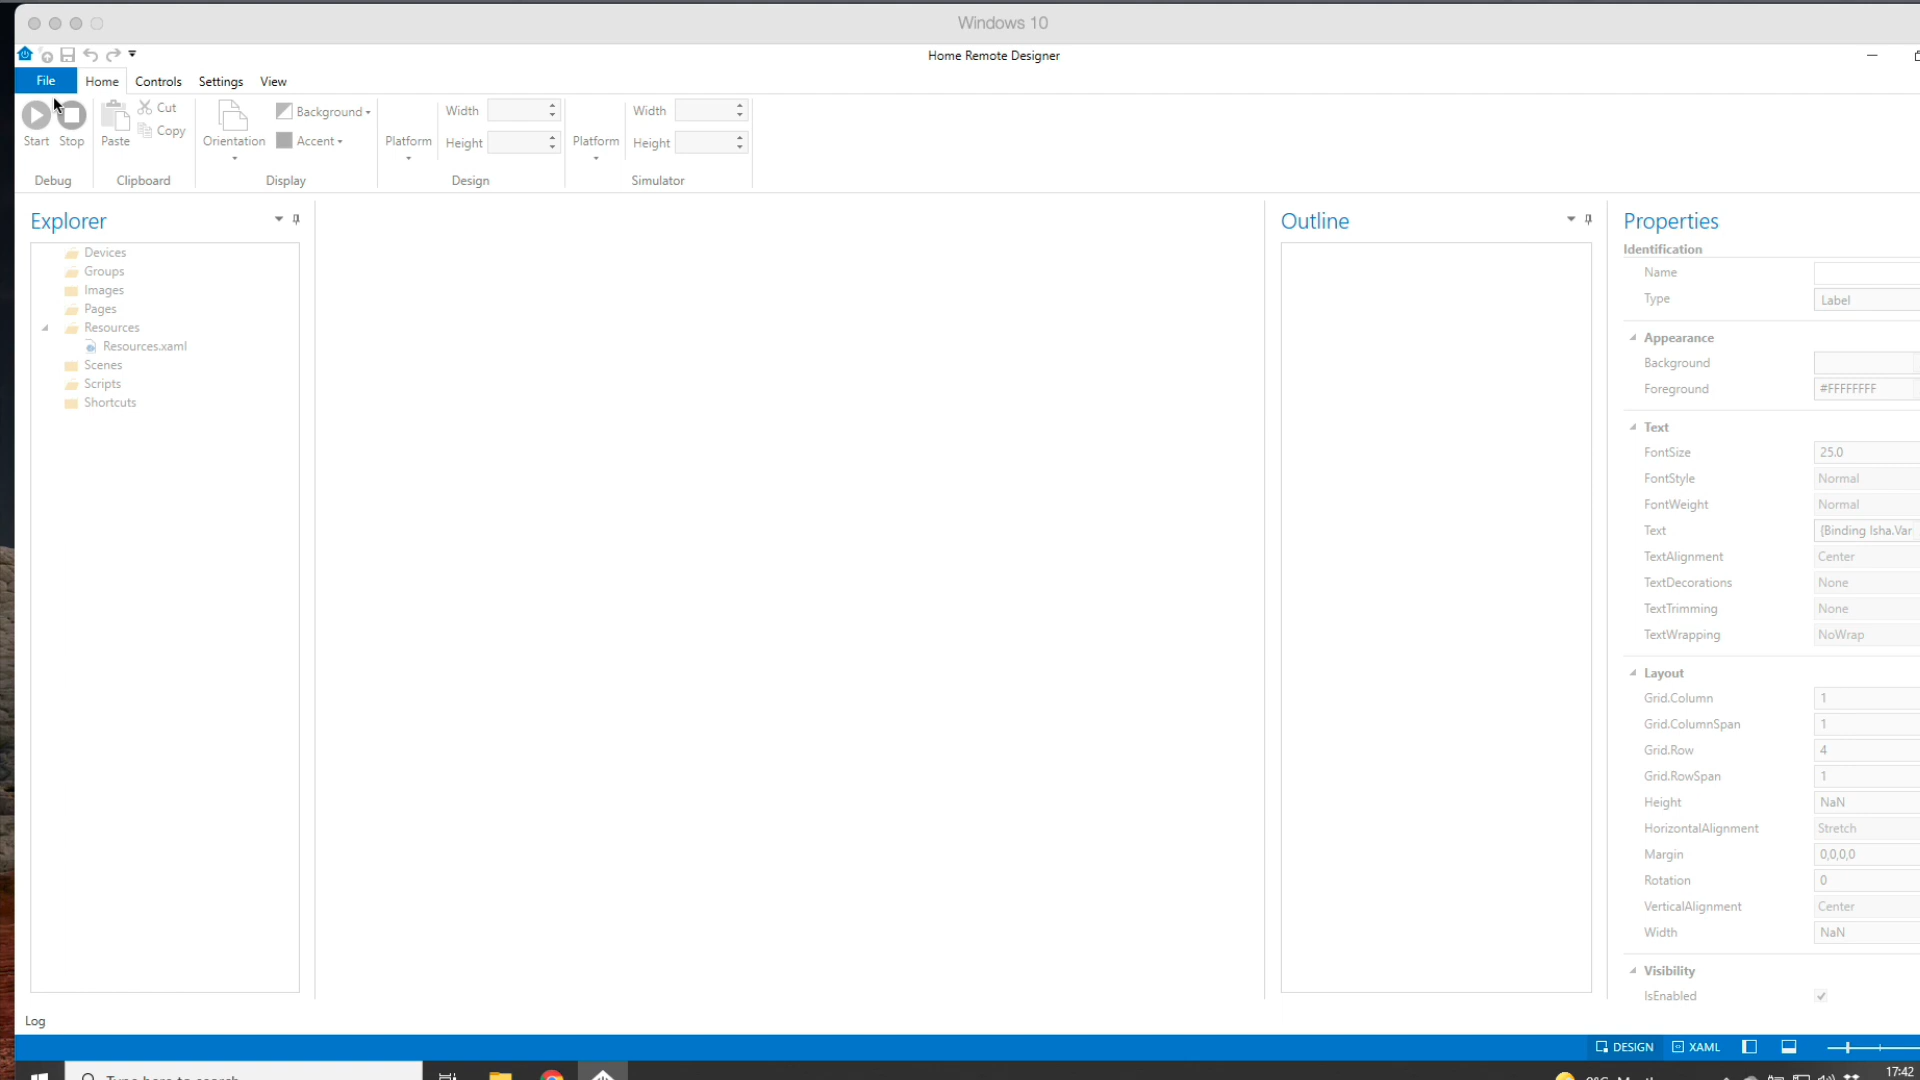 Windows 10
Home Remote Designer
File Home Controls Settings View
Start Stop Paste Cut Copy Orientation Background Accent Platform Width Height Platform Width Height
Debug Clipboard Display Design Simulator
Explorer
Devices
Groups
Images
Pages
Resources
Resources.xaml
Scenes
Scripts
Shortcuts
Outline
Properties
Identification
Name
Type Label
Appearance
Background
Foreground #FFFFFFFF
Text
FontSize 25.0
FontStyle Normal
FontWeight Normal
Text {Binding Isha.Var
TextAlignment Center
TextDecorations None
TextTrimming None
TextWrapping NoWrap
Layout
Grid.Column 1
Grid.ColumnSpan 1
Grid.Row 4
Grid.RowSpan 1
Height NaN
HorizontalAlignment Stretch
Margin 0,0,0,0
Rotation 0
VerticalAlignment Center
Width NaN
Visibility
IsEnabled
Log
DESIGN XAML
Type here to search
17:42